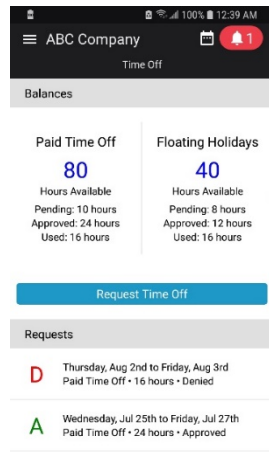 100% 12:39 AM
ABC Company 1
Time Off
Balances
Paid Time Off
80
Hours Available
Pending: 10 hours
Approved: 24 hours
Used: 16 hours
Floating Holidays
40
Hours Available
Pending: 8 hours
Approved: 12 hours
Used: 16 hours
Request Time Off
Requests
D
Thursday, Aug 2nd to Friday, Aug 3rd
Paid Time Off • 16 hours • Denied
A
Wednesday, Jul 25th to Friday, Jul 27th
Paid Time Off • 24 hours • Approved